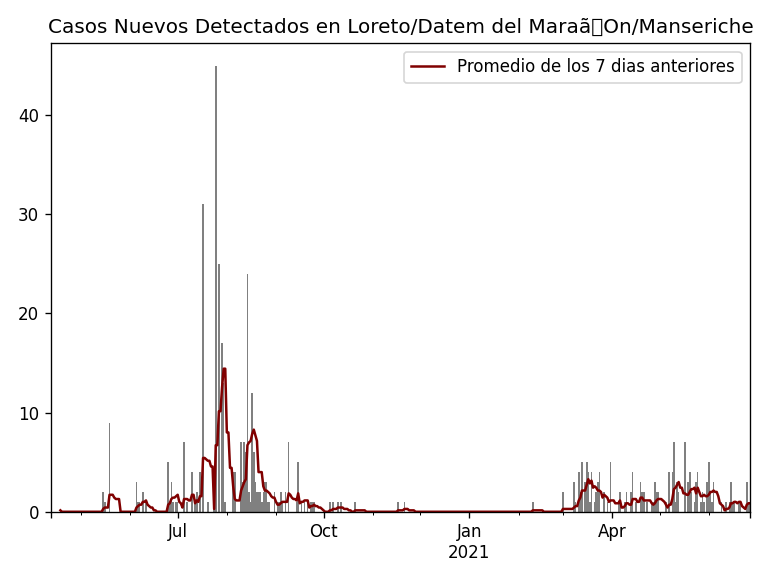 Casos Nuevos Detectados en Loreto/Datem del Maraã▯On/Manseriche
Promedio de los 7 dias anteriores
40
30
20
10
0
Jul
Oct
Jan
Apr
2021